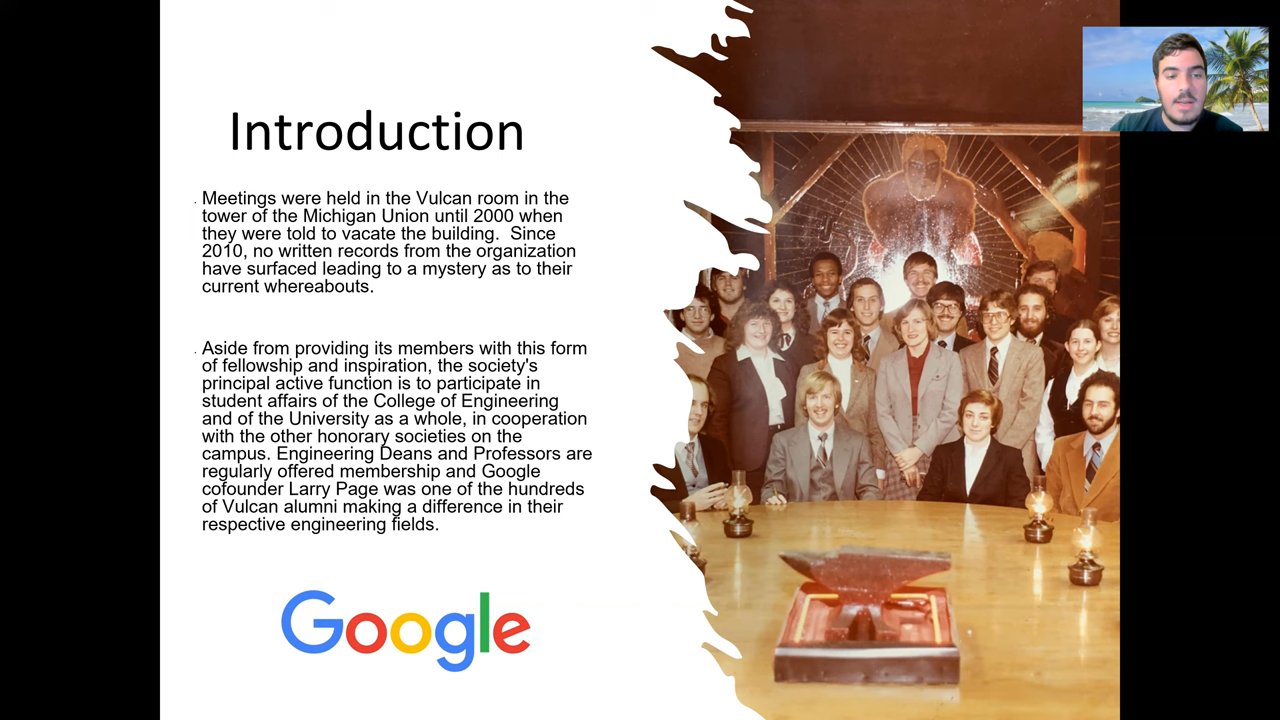 Introduction
Meetings were held in the Vulcan room in the
tower of the Michigan Union until 2000 when
they were told to vacate the building.  Since
2010, no written records from the organization
have surfaced leading to a mystery as to their
current whereabouts.
Aside from providing its members with this form
of fellowship and inspiration, the society's
principal active function is to participate in
student affairs of the College of Engineering
and of the University as a whole, in cooperation
with the other honorary societies on the
campus. Engineering Deans and Professors are
regularly offered membership and Google
cofounder Larry Page was one of the hundreds
of Vulcan alumni making a difference in their
respective engineering fields.
Google